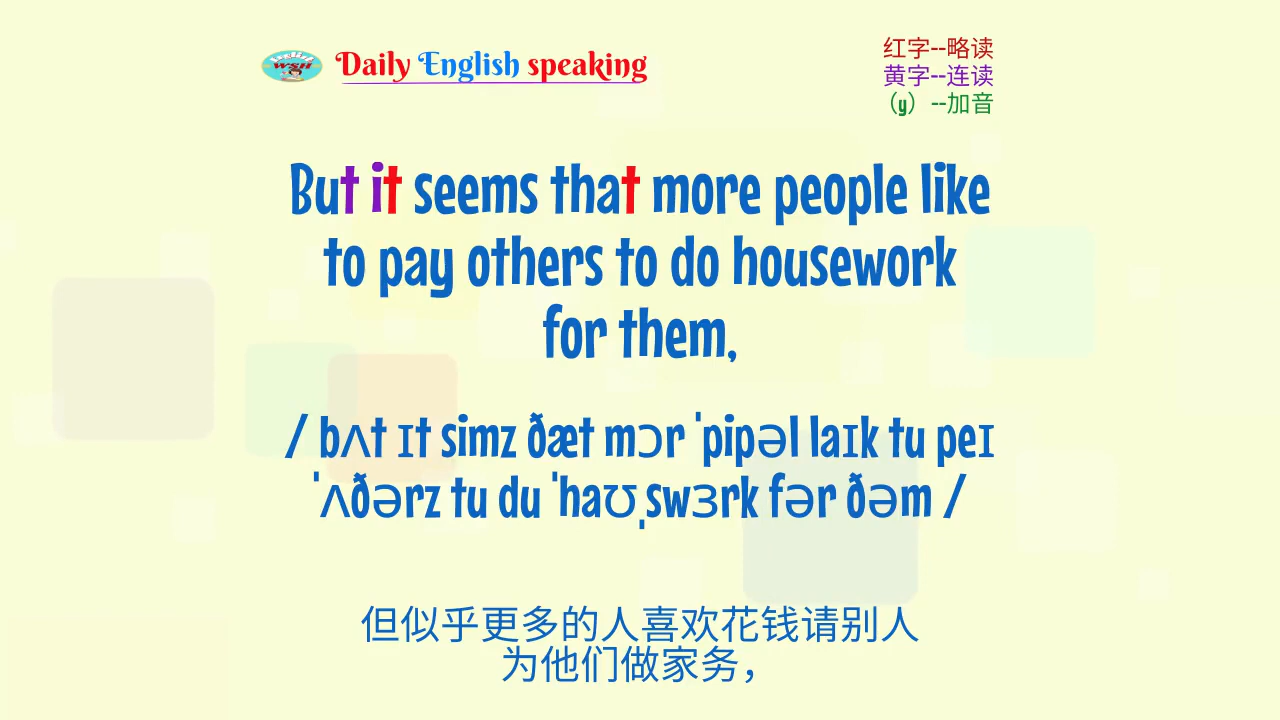 WSH
Daily English speaking
红字--略读
黄字--连读
（y）--加音
But it seems that more people like
to pay others to do housework
for them,
/ bʌt ɪt simz ðæt mɔr ˈpipəl laɪk tu peɪ
ˈʌðərz tu du ˈhaʊˌswɜrk fər ðəm /
但似乎更多的人喜欢花钱请别人
为他们做家务，